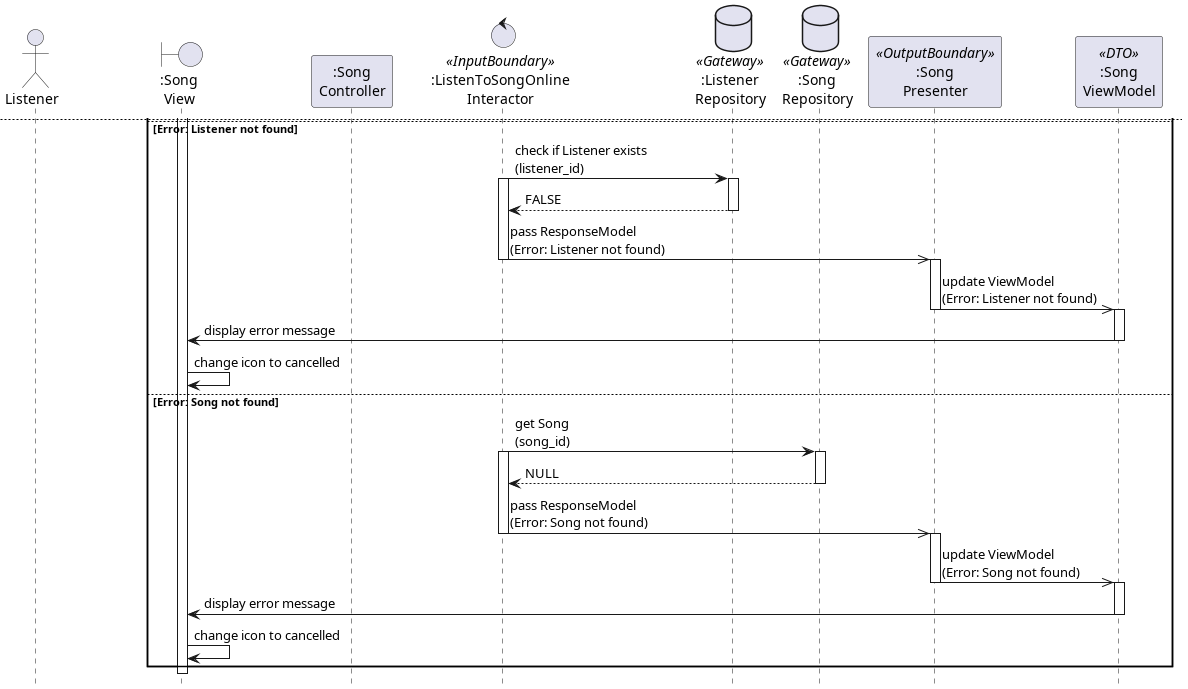 Listener
:Song
View
:Song
Controller
«InputBoundary»
:ListenToSongOnline
Interactor
«Gateway»
:Listener
Repository
«Gateway»
:Song
Repository
«OutputBoundary»
:Song
Presenter
«DTO»
:Song
ViewModel
[Error: Listener not found]
check if Listener exists
(listener_id)
FALSE
pass ResponseModel
(Error: Listener not found)
update ViewModel
(Error: Listener not found)
display error message
change icon to cancelled
[Error: Song not found]
get Song
(song_id)
NULL
pass ResponseModel
(Error: Song not found)
update ViewModel
(Error: Song not found)
display error message
change icon to cancelled